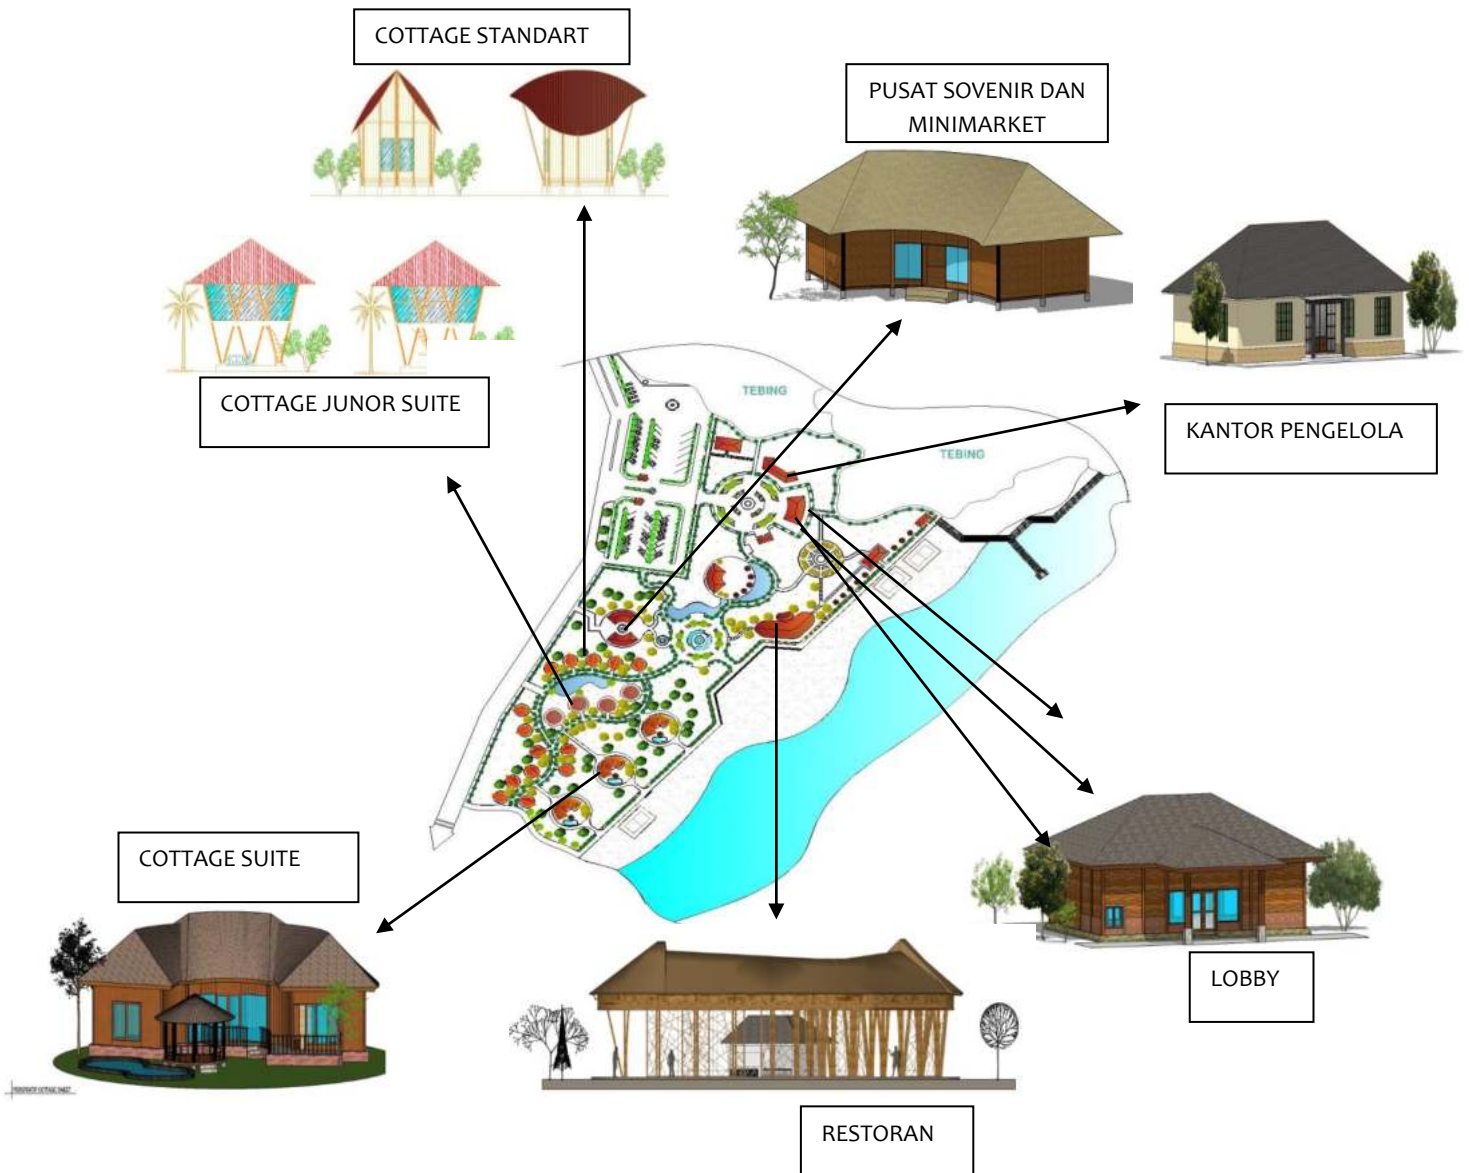 COTTAGE STANDART
PUSAT SOVENIR DAN
MINIMARKET
COTTAGE JUNOR SUITE
TEBING
KANTOR PENGELOLA
TEBING
COTTAGE SUITE
LOBBY
RESTORAN